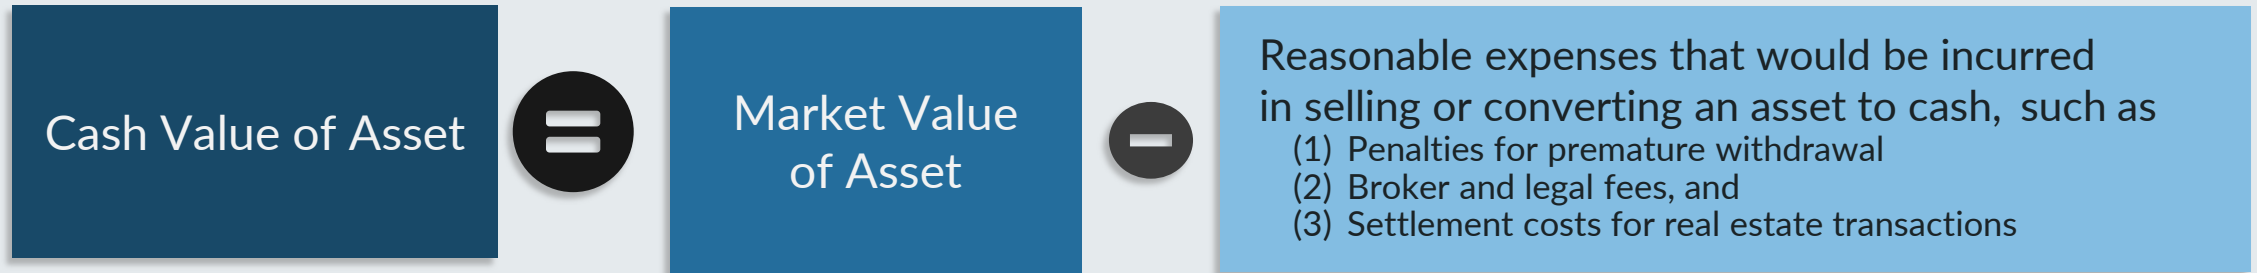 Cash Value of Asset
=
Market Value
of Asset
-
Reasonable expenses that would be incurred
in selling or converting an asset to cash, such as
(1) Penalties for premature withdrawal
(2) Broker and legal fees, and
(3) Settlement costs for real estate transactions